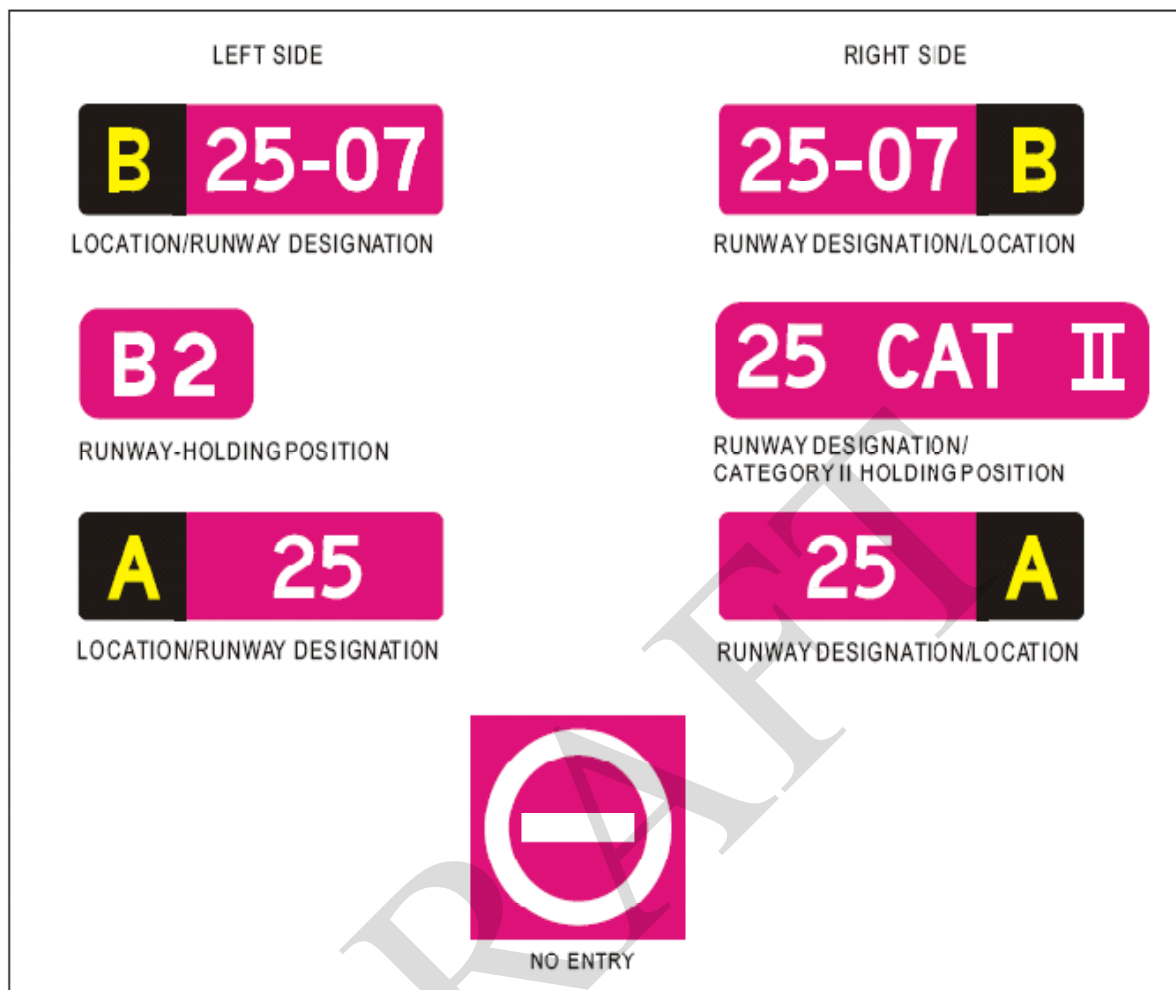 LEFT SIDE
RIGHT SIDE
B 25-07
25-07 B
LOCATION/RUNWAY DESIGNATION
RUNWAY DESIGNATION/LOCATION
B2
25 CAT II
RUNWAY-HOLDING POSITION
RUNWAY DESIGNATION/
CATEGORY II HOLDING POSITION
A 25
25 A
LOCATION/RUNWAY DESIGNATION
RUNWAY DESIGNATION/LOCATION
NO ENTRY
RAFT